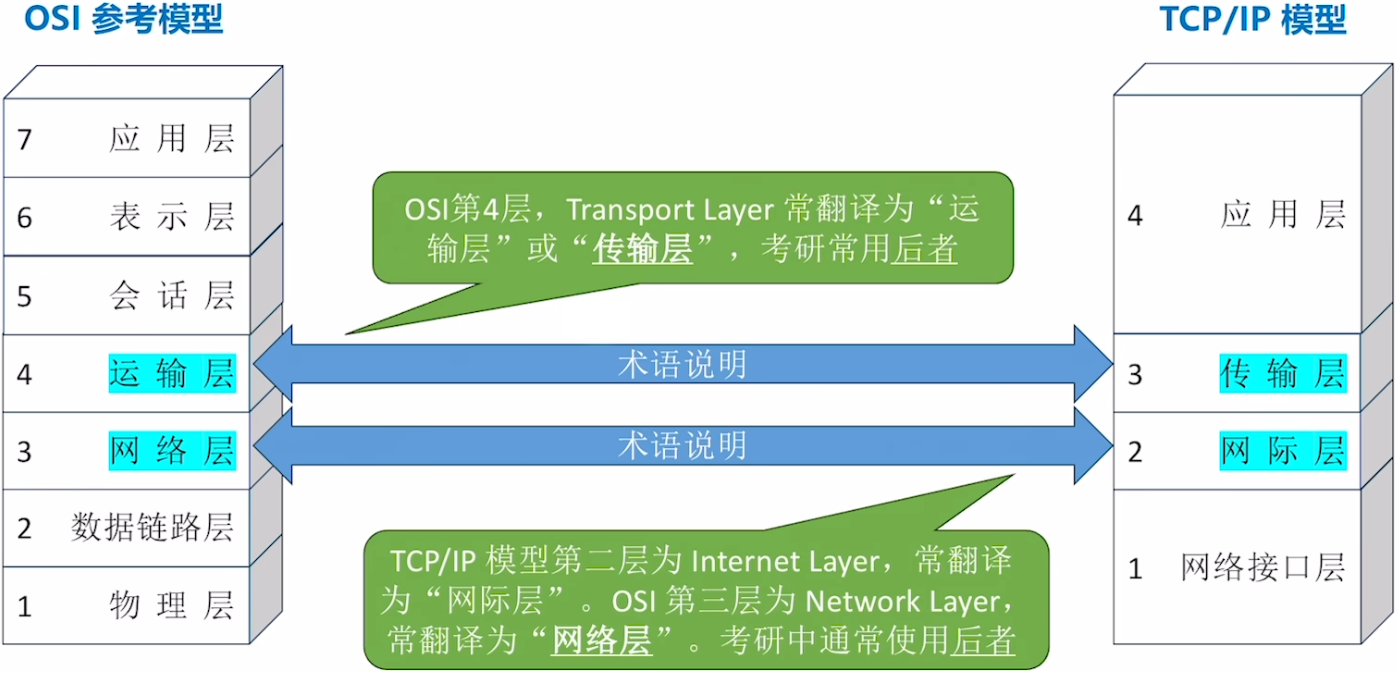 OSI 参考模型
7 应用层
6 表示层
5 会话层
4 运输层
3 网络层
2 数据链路层
1 物理层
OSI第4层，Transport Layer 常翻译为“运
输层”或“传输层”，考研常用后者
术语说明
术语说明
TCP/IP 模型第二层为 Internet Layer，常翻译
为“网际层”。OSI 第三层为 Network Layer，
常翻译为“网络层”。考研中通常使用后者
TCP/IP 模型
4 应用层
3 传输层
2 网际层
1 网络接口层